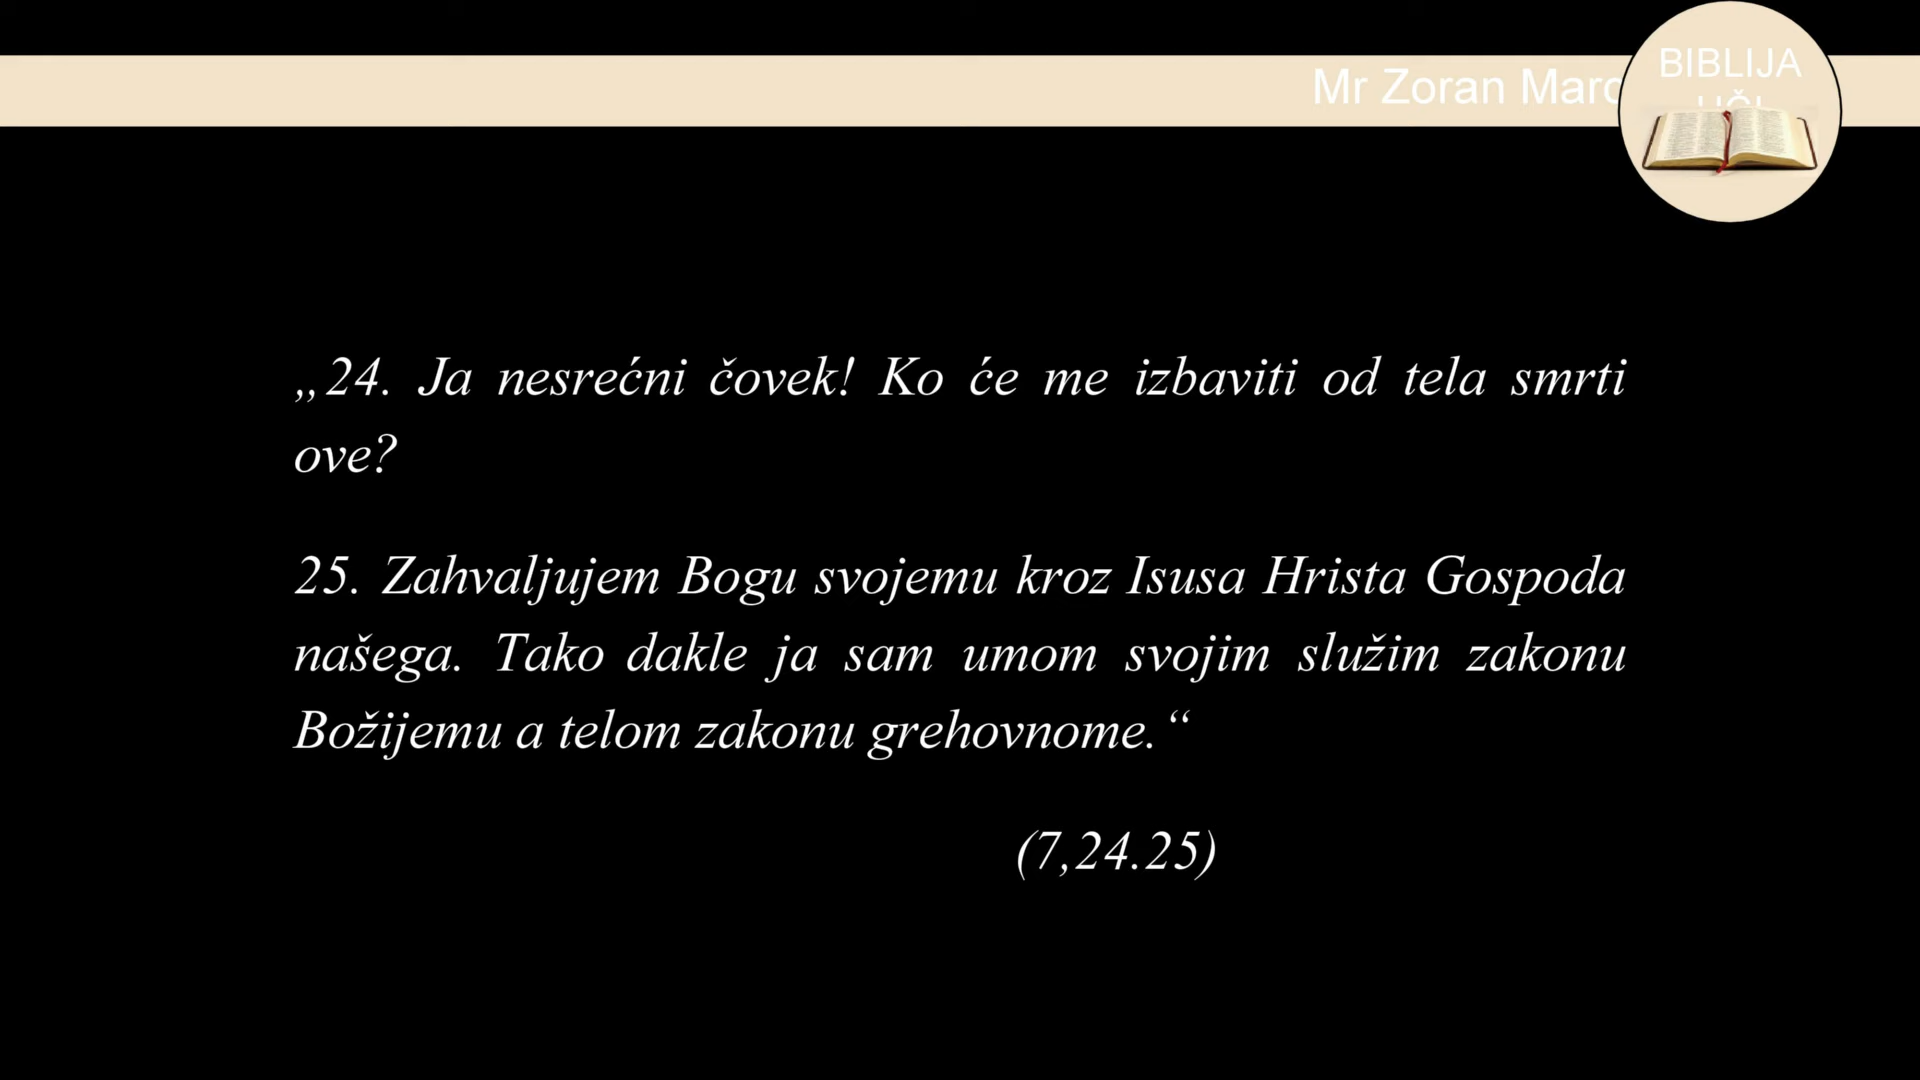 Mr Zoran
BIBLIJA
UČI
„24. Ja nesrećni čovek! Ko će me izbaviti od tela smrti
ove?
25. Zahvaljujem Bogu svojemu kroz Isusa Hrista Gospoda
našega. Tako dakle ja sam umom svojim služim zakonu
Božijemu a telom zakonu grehovnome.“
(7,24.25)